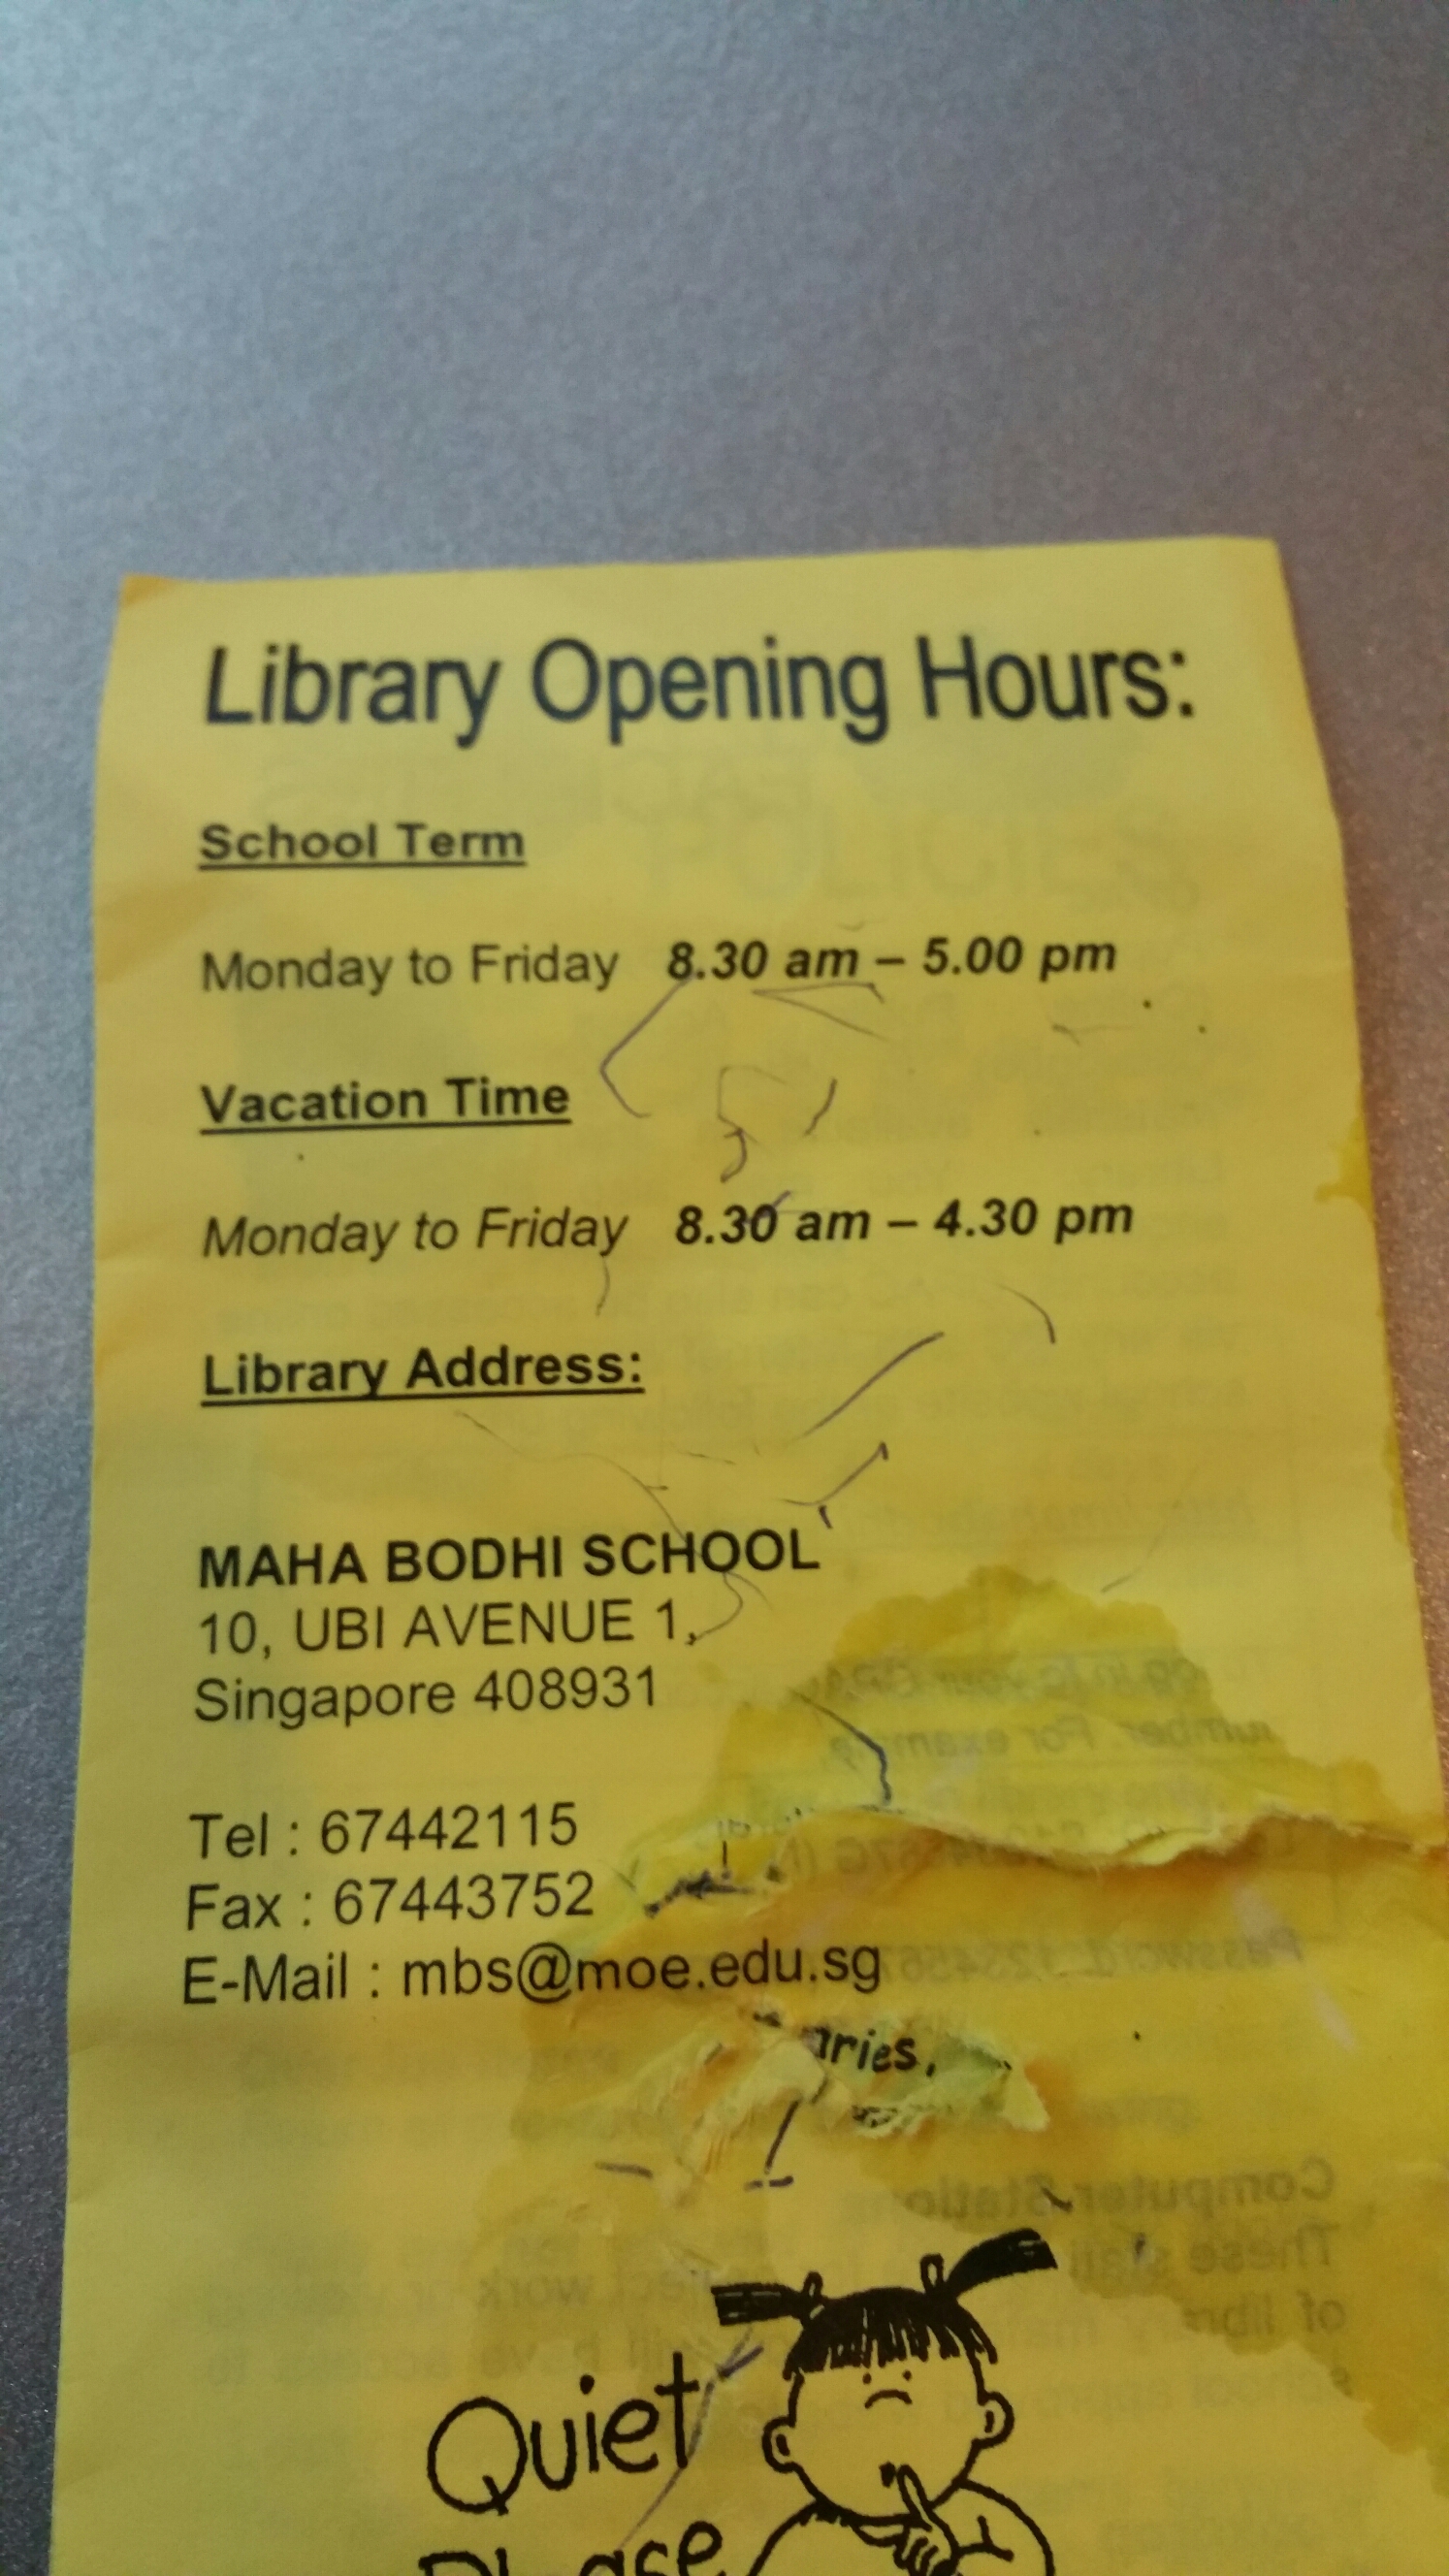 Library Opening Hours:
School Term
Monday to Friday 8.30 am – 5.00 pm
Vacation Time
Monday to Friday 8.30 am – 4.30 pm
Library Address:
MAHA BODHI SCHOOL
10, UBI AVENUE 1,
Singapore 408931
Tel : 67442115
Fax : 67443752
E-Mail : mbs@moe.edu.sg
aries.
Quiet
Please